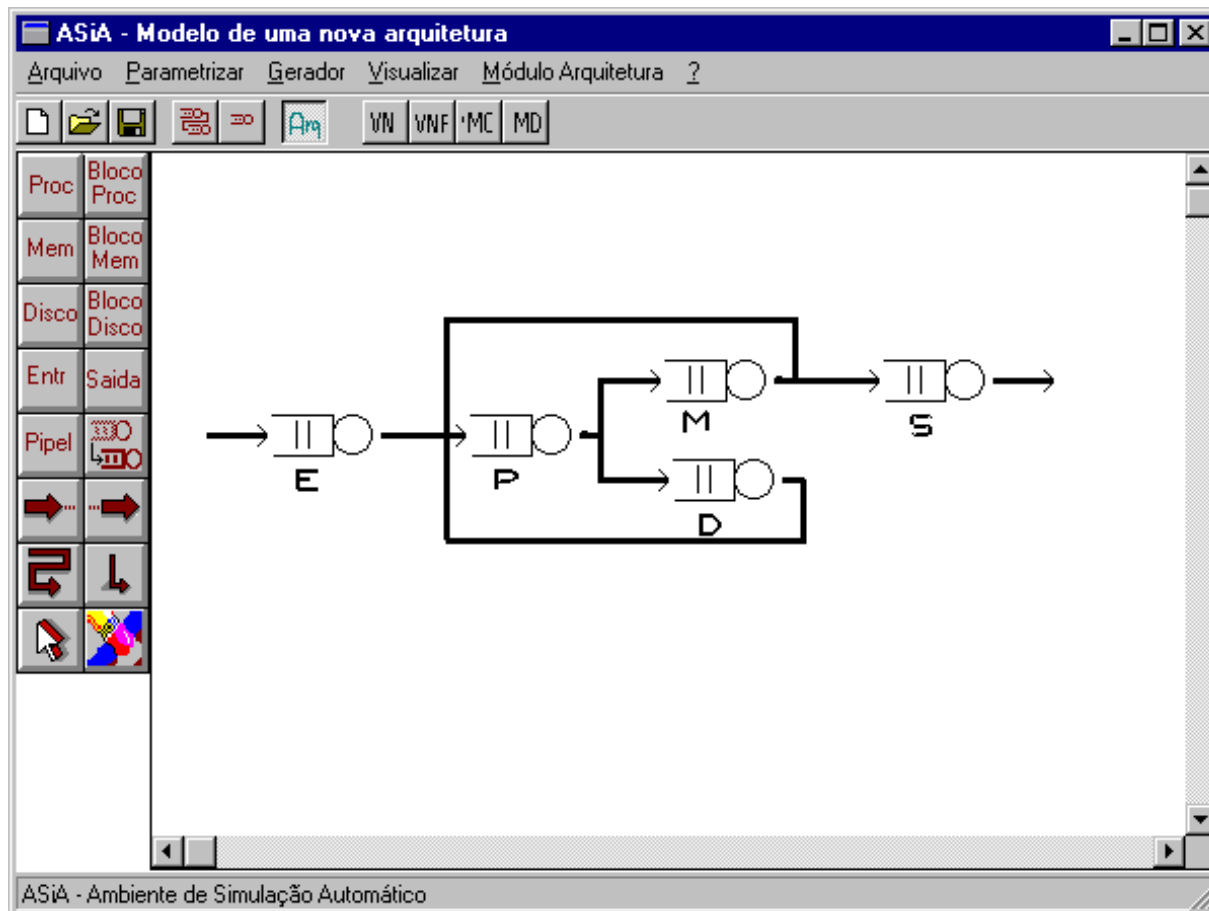 ASiA - Modelo de uma nova arquitetura
Arquivo Parametrizar Gerador Visualizar Módulo Arquitetura ?
Arq VN VNF MC MD
Proc Bloco Proc
Mem Bloco Mem
Disco Bloco Disco
Entr Saida
Pipel
M
S
E
P
D
ASiA - Ambiente de Simulação Automático